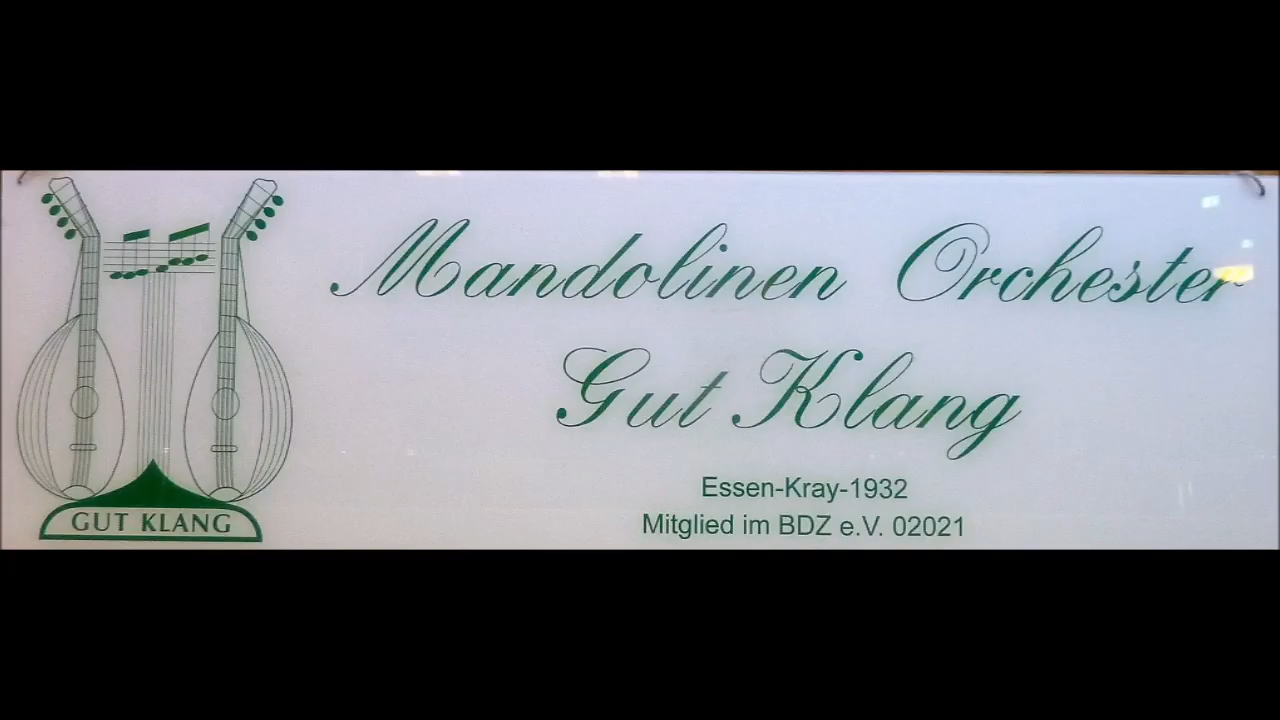 Mandolinen Orchester
Gut Klang
Essen-Kray-1932
Mitglied im BDZ e.V. 02021
GUT KLANG